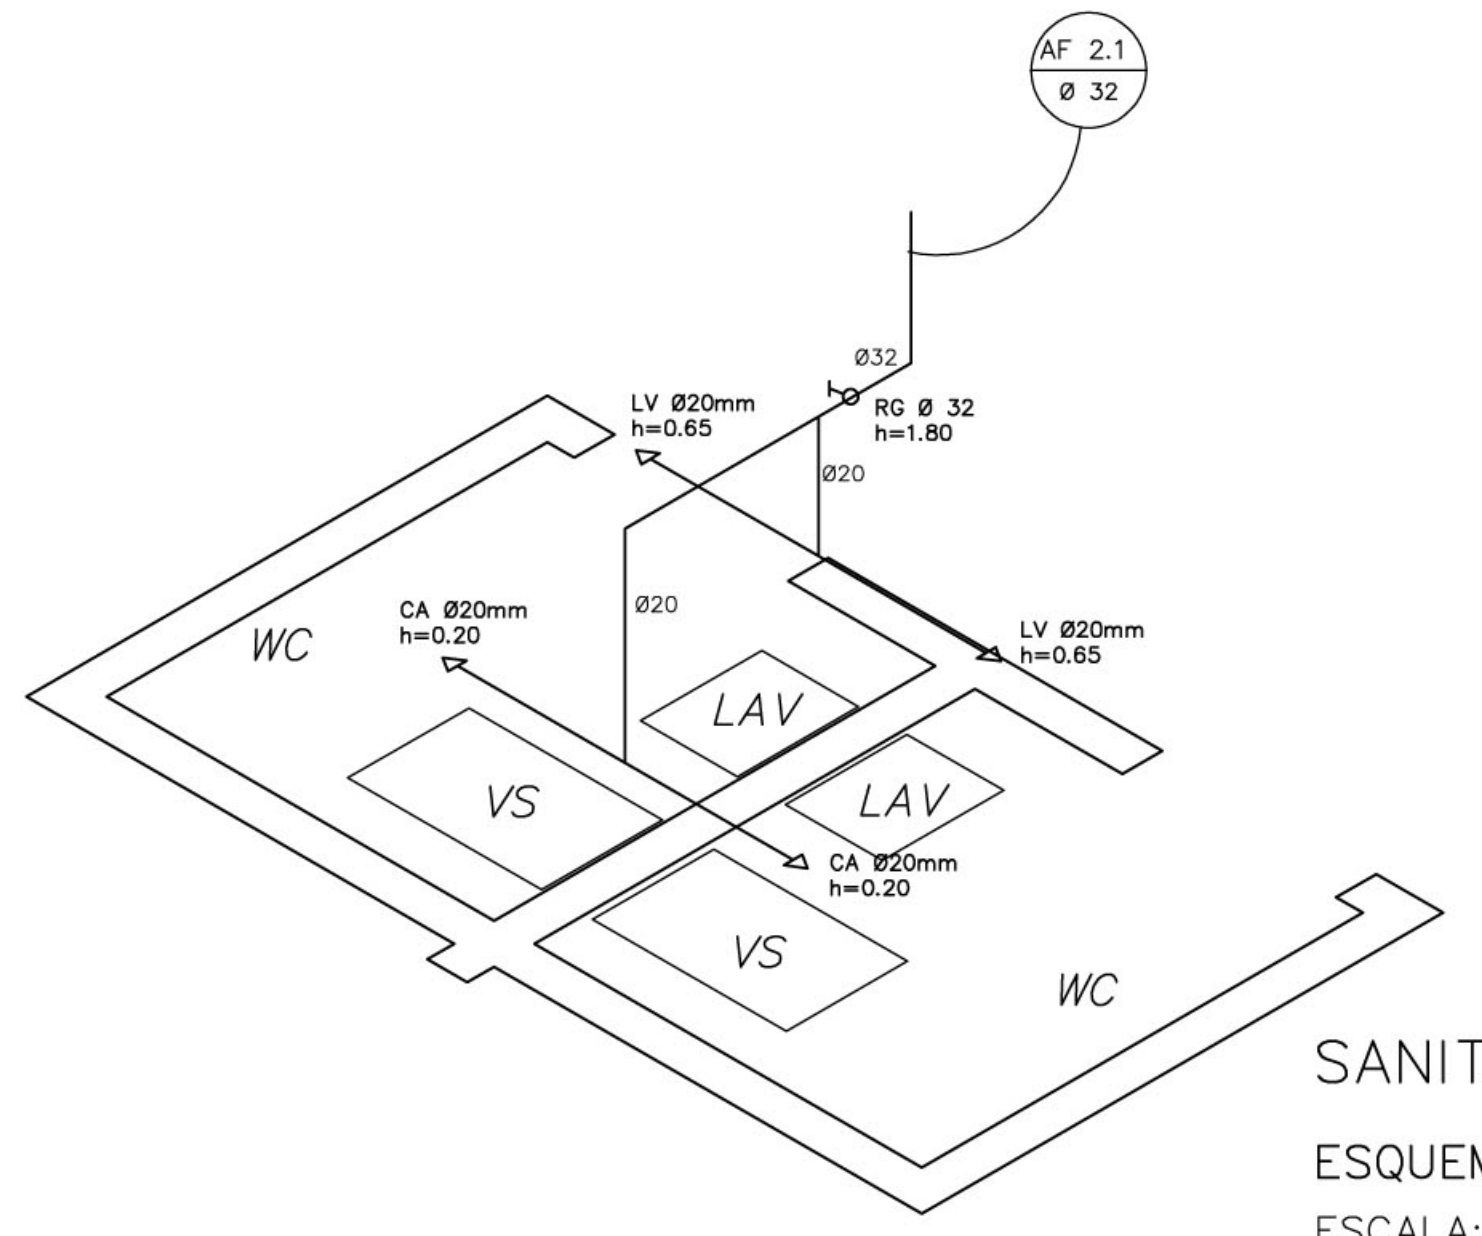 AF 2.1
Ø 32
Ø32
LV Ø20mm
h=0.65
RG Ø 32
h=1.80
Ø20
CA Ø20mm
h=0.20
Ø20
WC
LV Ø20mm
h=0.65
LAV
VS
LAV
CA Ø20mm
h=0.20
VS
WC
SANIT
ESQUEM
ESCALA: